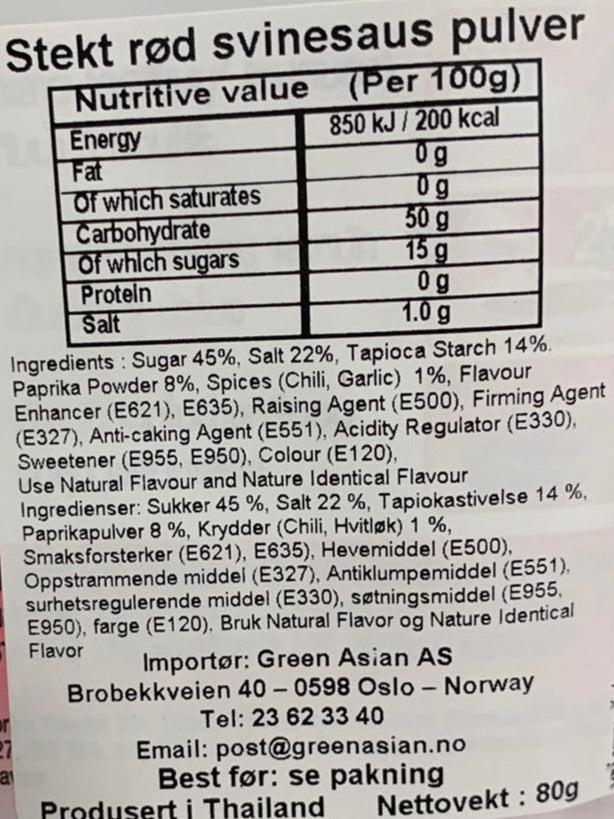 Stekt rød svinesaus pulver
Nutritive value (Per 100g)
Energy 850 kJ / 200 kcal
Fat 0 g
Of which saturates 0 g
Carbohydrate 50 g
Of which sugars 15 g
Protein 0 g
Salt 1.0 g
Ingredients : Sugar 45%, Salt 22%, Tapioca Starch 14%.
Paprika Powder 8%, Spices (Chili, Garlic) 1%, Flavour
Enhancer (E621), E635), Raising Agent (E500), Firming Agent
(E327), Anti-caking Agent (E551), Acidity Regulator (E330),
Sweetener (E955, E950), Colour (E120),
Use Natural Flavour and Nature Identical Flavour
Ingredienser: Sukker 45 %, Salt 22 %, Tapiokastivelse 14 %,
Paprikapulver 8 %, Krydder (Chili, Hvitløk) 1 %,
Smaksforsterker (E621), E635), Hevemiddel (E500),
Oppstrammende middel (E327), Antiklumpemiddel (E551),
surhetsregulerende middel (E330), søtningsmiddel (E955,
E950), farge (E120), Bruk Natural Flavor og Nature Identical
Flavor
Importør: Green Asian AS
Brobekkveien 40 – 0598 Oslo – Norway
Tel: 23 62 33 40
Email: post@greenasian.no
Best før: se pakning
Produsert i Thailand Nettovekt : 80g